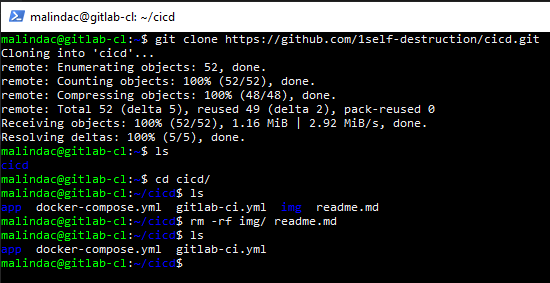 malindac@gitlab-cl: ~/cicd
malindac@gitlab-cl:~$ git clone https://github.com/1self-destruction/cicd.git
Cloning into 'cicd'...
remote: Enumerating objects: 52, done.
remote: Counting objects: 100% (52/52), done.
remote: Compressing objects: 100% (48/48), done.
remote: Total 52 (delta 5), reused 49 (delta 2), pack-reused 0
Receiving objects: 100% (52/52), 1.16 MiB | 2.92 MiB/s, done.
Resolving deltas: 100% (5/5), done.
malindac@gitlab-cl:~$ ls
cicd
malindac@gitlab-cl:~$ cd cicd/
malindac@gitlab-cl:~/cicd$ ls
app  docker-compose.yml  gitlab-ci.yml  img  readme.md
malindac@gitlab-cl:~/cicd$ rm -rf img/ readme.md
malindac@gitlab-cl:~/cicd$ ls
app  docker-compose.yml  gitlab-ci.yml
malindac@gitlab-cl:~/cicd$